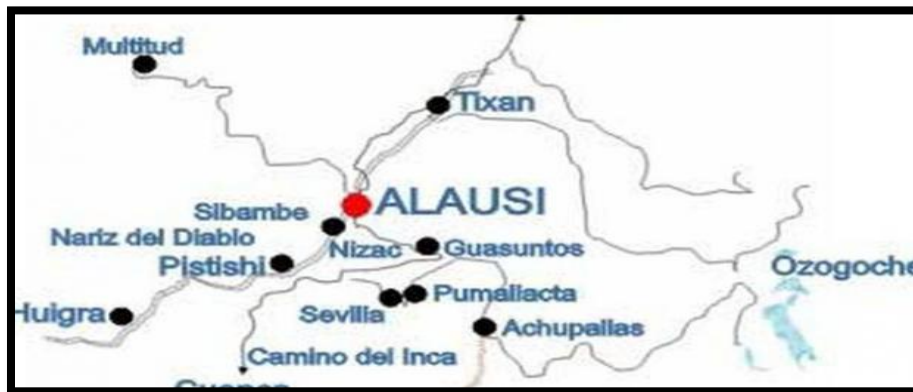 Multitud
Tixan
ALAUSI
Sibambe
Nariz del Diablo
Nizac
Guasuntos
Pistishi
Ozogoche
Huigra
Sevilla
Pumallacta
Achupallas
Camino del Inca